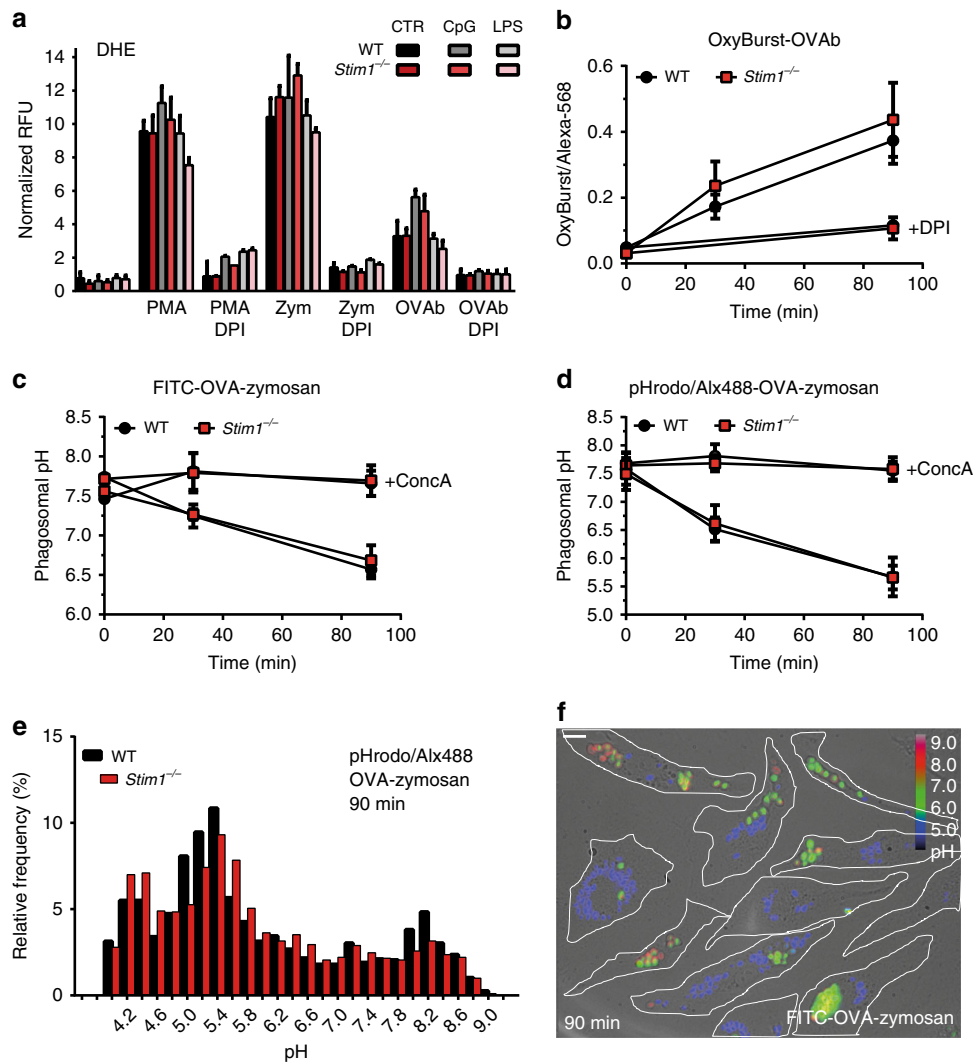 a
DHE
CTR CpG LPS
WT
Stim1−/−
Normalized RFU
14
12
10
8
6
4
2
0
PMA
PMA DPI
Zym
Zym DPI
OVAb
OVAb DPI
b
OxyBurst-OVAb
WT Stim1−/−
OxyBurst/Alexa-568
0.6
0.4
0.2
0.0
+DPI
0 20 40 60 80 100
Time (min)
c
FITC-OVA-zymosan
WT Stim1−/−
Phagosomal pH
8.5
8.0
7.5
7.0
6.5
6.0
+ConcA
0 20 40 60 80 100
Time (min)
d
pHrodo/Alx488-OVA-zymosan
WT Stim1−/−
Phagosomal pH
8.5
8.0
7.5
7.0
6.5
6.0
5.5
5.0
+ConcA
0 20 40 60 80 100
Time (min)
e
WT
Stim1−/−
pHrodo/Alx488
OVA-zymosan
90 min
Relative frequency (%)
15
10
5
0
4.2 4.6 5.0 5.4 5.8 6.2 6.6 7.0 7.4 7.8 8.2 8.6 9.0
pH
f
9.0
8.0
7.0
6.0
5.0
pH
90 min
FITC-OVA-zymosan